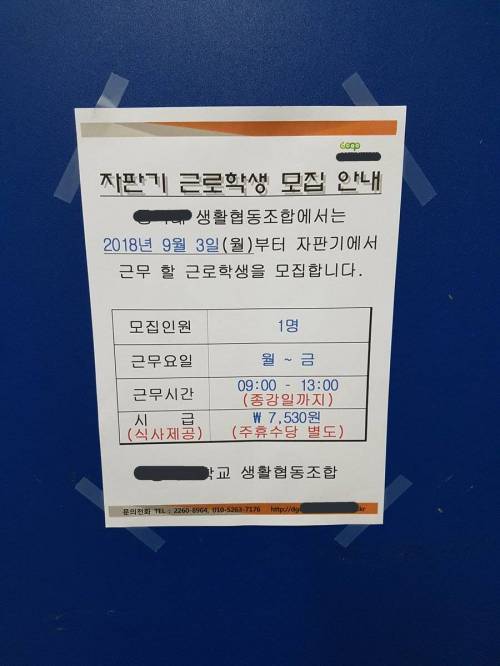 자판기 근로학생 모집 안내
생활협동조합에서는
2018년 9월 3일(월)부터 자판기에서
근무 할 근로학생을 모집합니다.
모집인원 1명
근무요일 월 ~ 금
근무시간 09:00 - 13:00
(종강일까지)
시 급 ₩ 7,530원
(식사제공) (주휴수당 별도)
교 생활협동조합
문의전화 TEL : 2260-8964, 010-5263-7176 http://dg kr